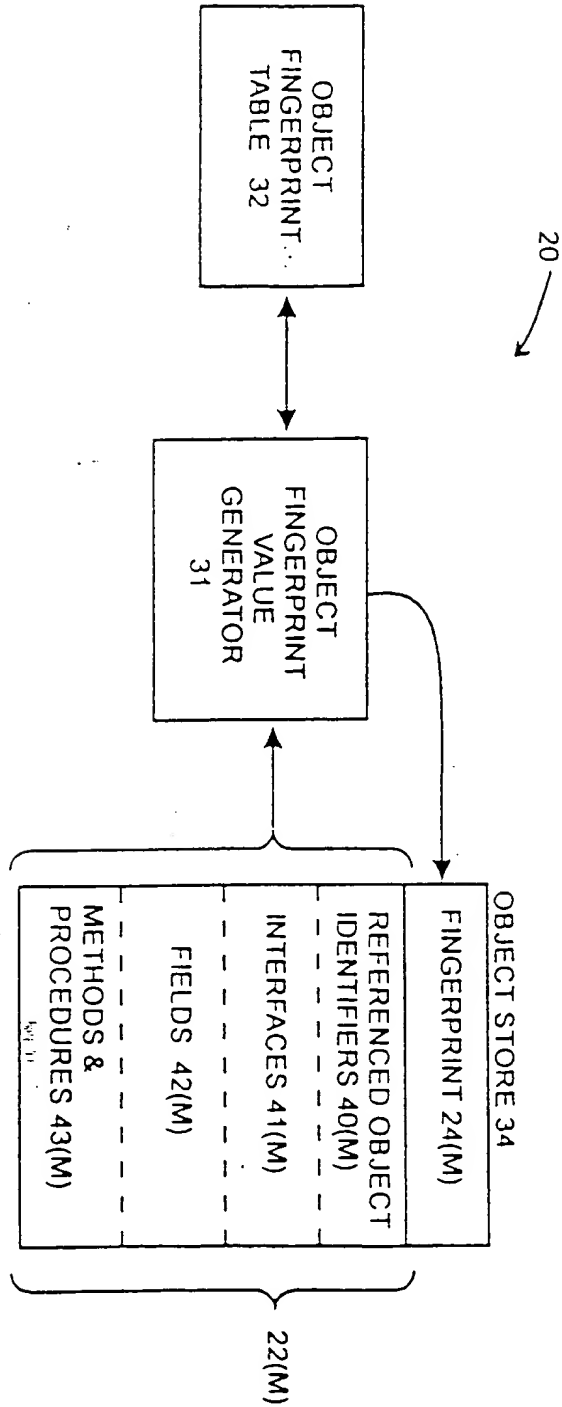 20
OBJECT
FINGERPRINT
TABLE 32
OBJECT
FINGERPRINT
VALUE
GENERATOR
31
OBJECT STORE 34
FINGERPRINT 24(M)
REFERENCED OBJECT
IDENTIFIERS 40(M)
INTERFACES 41(M)
FIELDS 42(M)
METHODS &
PROCEDURES 43(M)
22(M)